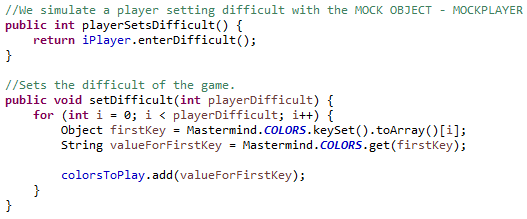 //We simulate a player setting difficult with the MOCK OBJECT - MOCKPLAYER
public int playerSetsDifficult() {
    return iPlayer.enterDifficult();
}

//Sets the difficult of the game.
public void setDifficult(int playerDifficult) {
    for (int i = 0; i < playerDifficult; i++) {
        Object firstKey = Mastermind.COLORS.keySet().toArray()[i];
        String valueForFirstKey = Mastermind.COLORS.get(firstKey);

        colorsToPlay.add(valueForFirstKey);
    }
}